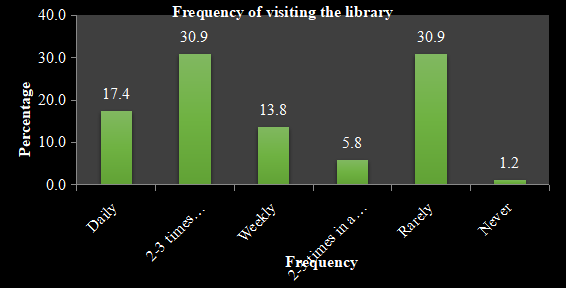 Frequency of visiting the library
Percentage
40.0
30.0
20.0
10.0
0.0
17.4
30.9
13.8
5.8
30.9
1.2
Daily
2-3 times…
Weekly
2-3 times in a…
Rarely
Never
Frequency